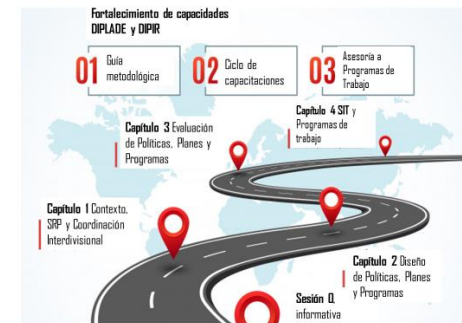 Fortalecimiento de capacidades
DIPLADE y DIPIR
01 Guía
metodológica
02 Ciclo de
capacitaciones
03 Asesoría a
Programas de
Trabajo
Capítulo 3 Evaluación
de Políticas, Planes y
Programas
Capítulo 4 SIT y
Programas de
trabajo
Capítulo 1 Contexto,
SRP y Coordinación
Interdivisional
Capítulo 2 Diseño
de Políticas, Planes
y Programas
Sesión 0,
informativa